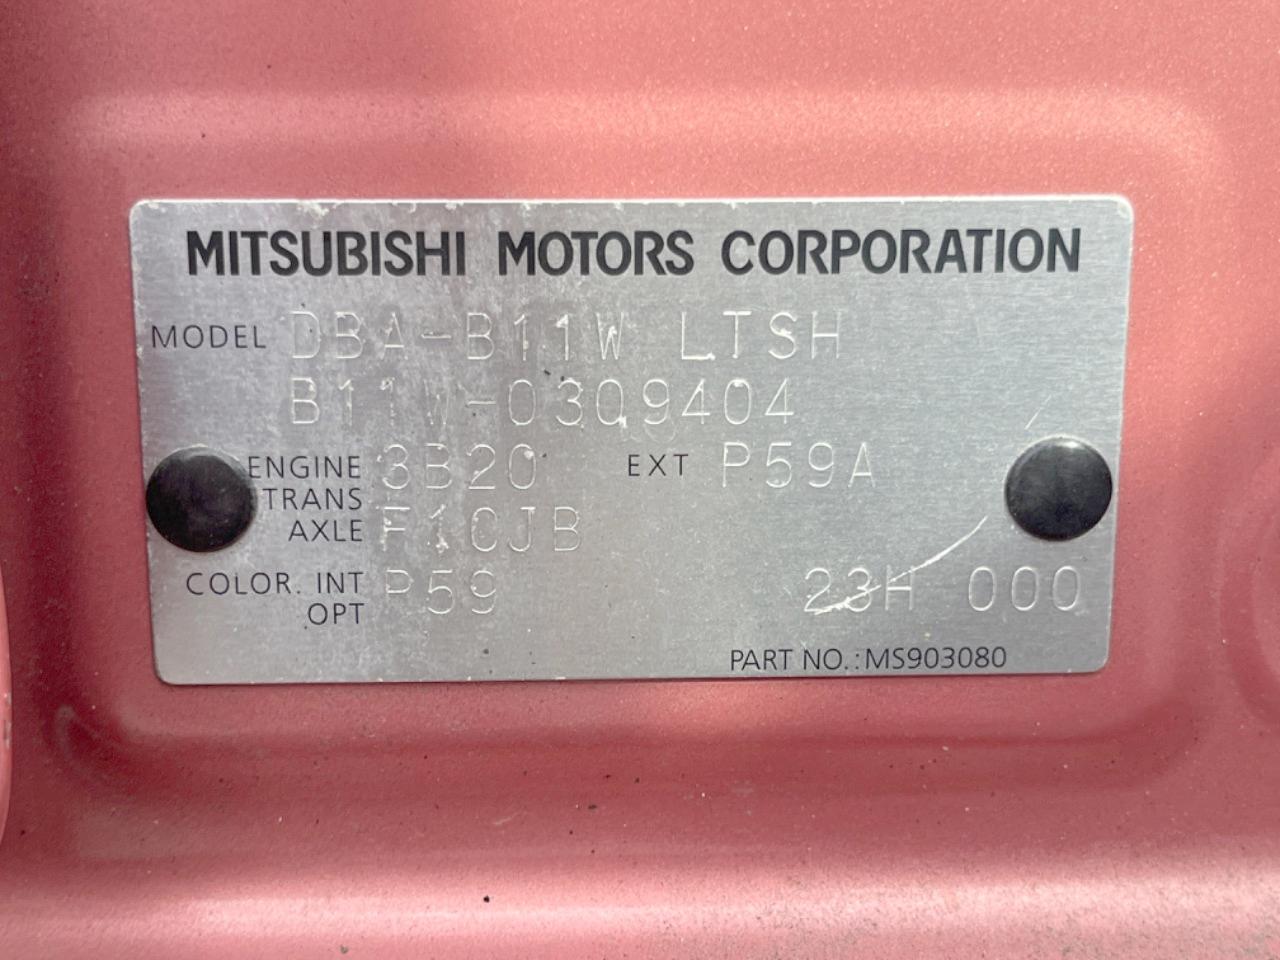 MITSUBISHI MOTORS CORPORATION
MODEL DBA-B11W LTSH
B11W-0309404
ENGINE 3B20 EXT P59A
TRANS
AXLE F1CJB
COLOR. INT P59 23H 000
OPT
PART NO.:MS903080